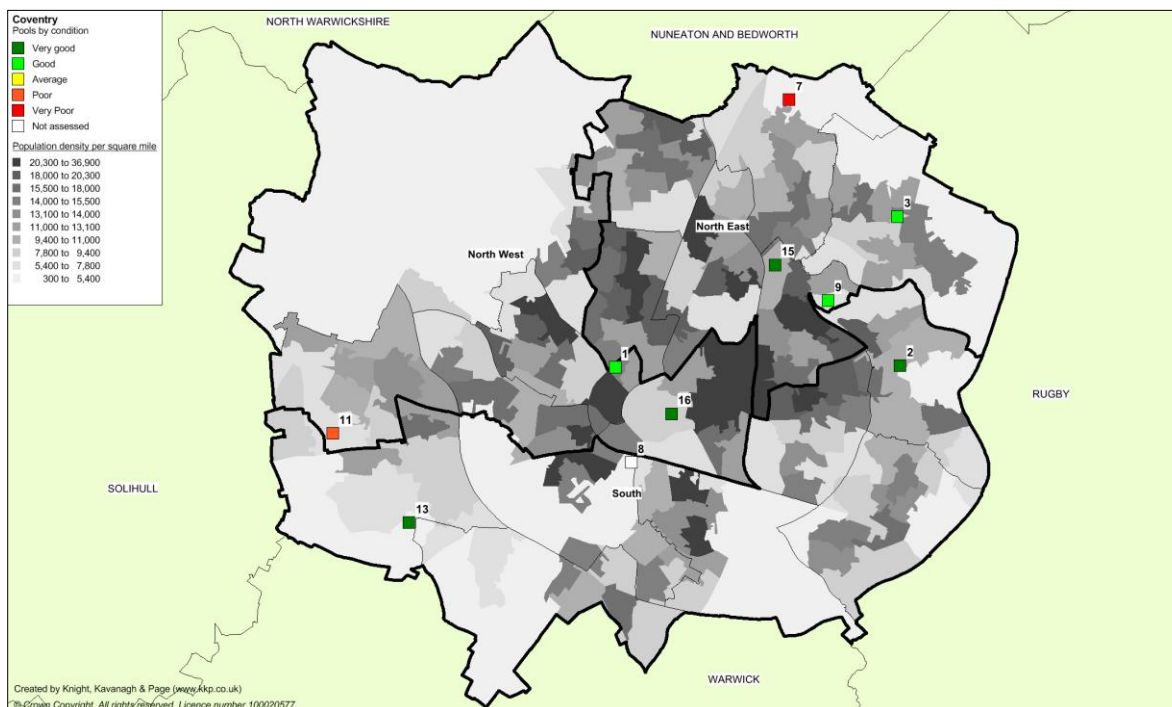 Coventry
Pools by condition
Very good
Good
Average
Poor
Very Poor
Not assessed
Population density per square mile
20,300 to 36,900
18,000 to 20,300
15,500 to 18,000
14,000 to 15,500
13,100 to 14,000
11,000 to 13,100
9,400 to 11,000
7,800 to 9,400
5,400 to 7,800
300 to 5,400
NORTH WARWICKSHIRE
NUNEATON AND BEDWORTH
7
3
North East
North West
15
9
1
2
16
RUGBY
11
8
SOLIHULL
South
13
WARWICK
Created by Knight, Kavanagh & Page (www.kkp.co.uk)
© Crown Copyright. All rights reserved. Licence number 100020577.